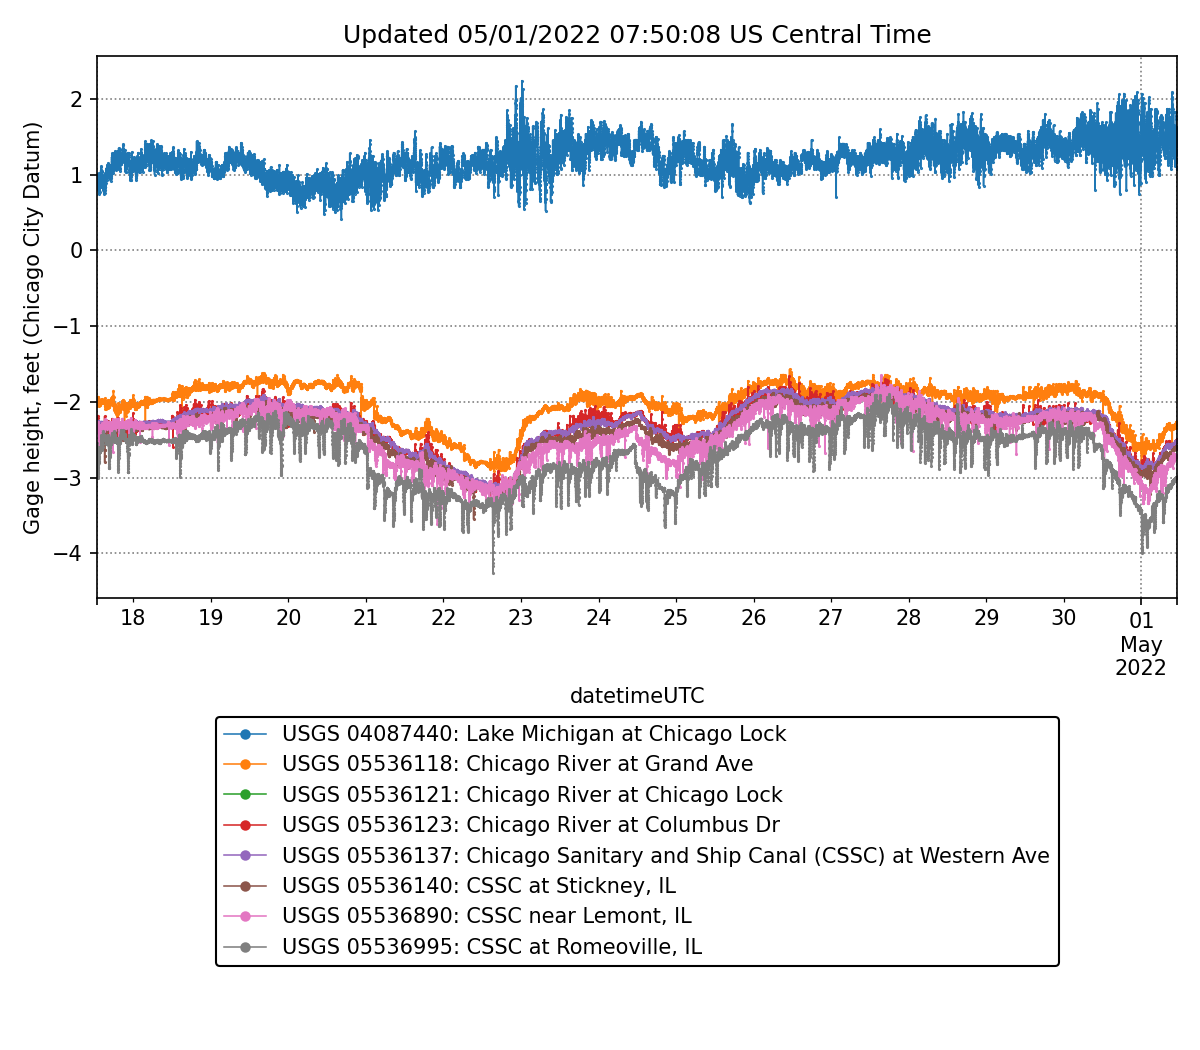 Updated 05/01/2022 07:50:08 US Central Time
Gage height, feet (Chicago City Datum)
2
1
0
−1
−2
−3
−4
18 19 20 21 22 23 24 25 26 27 28 29 30 01
May
2022
datetimeUTC
USGS 04087440: Lake Michigan at Chicago Lock
USGS 05536118: Chicago River at Grand Ave
USGS 05536121: Chicago River at Chicago Lock
USGS 05536123: Chicago River at Columbus Dr
USGS 05536137: Chicago Sanitary and Ship Canal (CSSC) at Western Ave
USGS 05536140: CSSC at Stickney, IL
USGS 05536890: CSSC near Lemont, IL
USGS 05536995: CSSC at Romeoville, IL